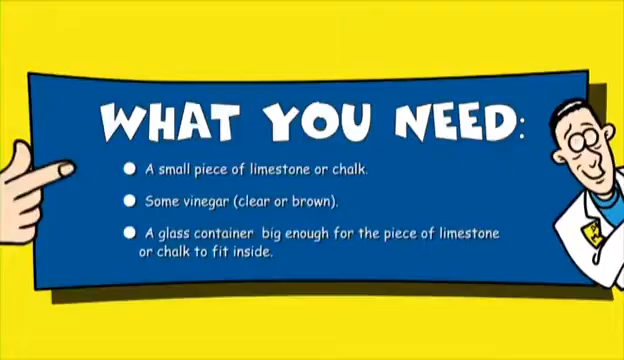 WHAT YOU NEED:
A small piece of limestone or chalk.
Some vinegar (clear or brown).
A glass container big enough for the piece of limestone
or chalk to fit inside.